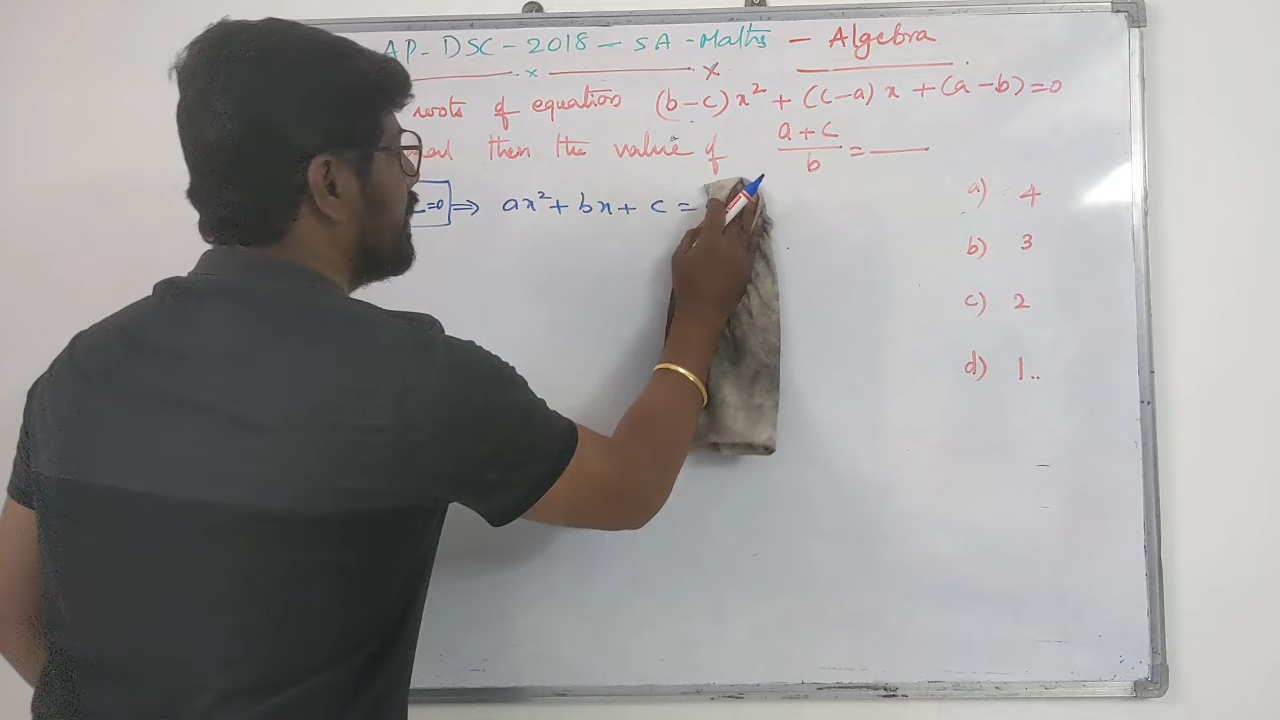 AP - DSC - 2018 - SA - Maths - Algebra
roots of equation (b-c)x² + (c-a)x + (a-b)=0
then the value of a+c/b = ___
=0 ⇒ ax² + bx + c =
a) 4
b) 3
c) 2
d) 1..